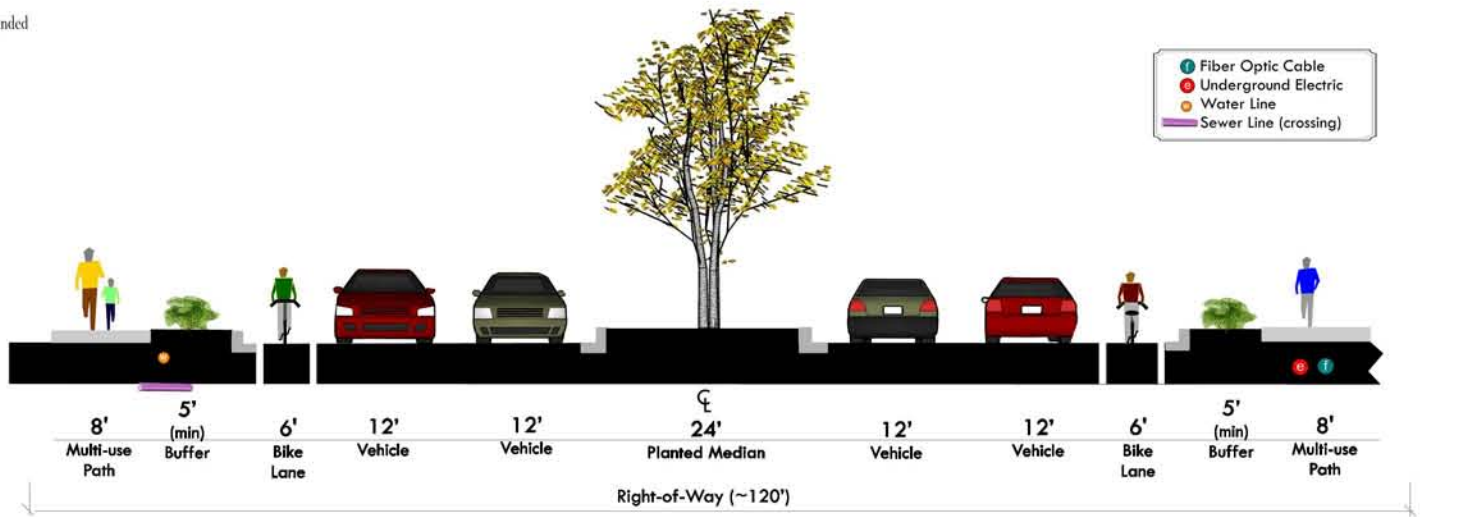 nded
f Fiber Optic Cable
e Underground Electric
w Water Line
Sewer Line (crossing)
w
e f
℄
8' 5' 6' 12' 12' 24' 12' 12' 6' 5' 8'
Multi-use (min) Bike Vehicle Vehicle Planted Median Vehicle Vehicle Bike (min) Multi-use
Path Buffer Lane Lane Buffer Path
Right-of-Way (~120')